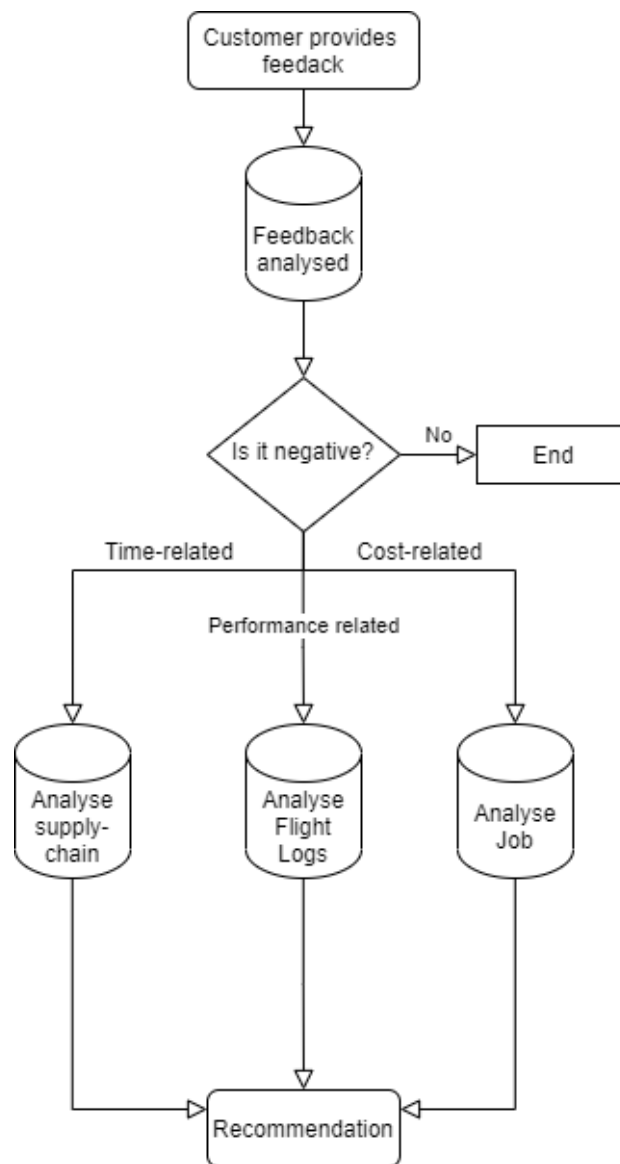 Customer provides
feedack
Feedback
analysed
Is it negative?
No
End
Time-related
Cost-related
Performance related
Analyse
supply-
chain
Analyse
Flight
Logs
Analyse
Job
Recommendation